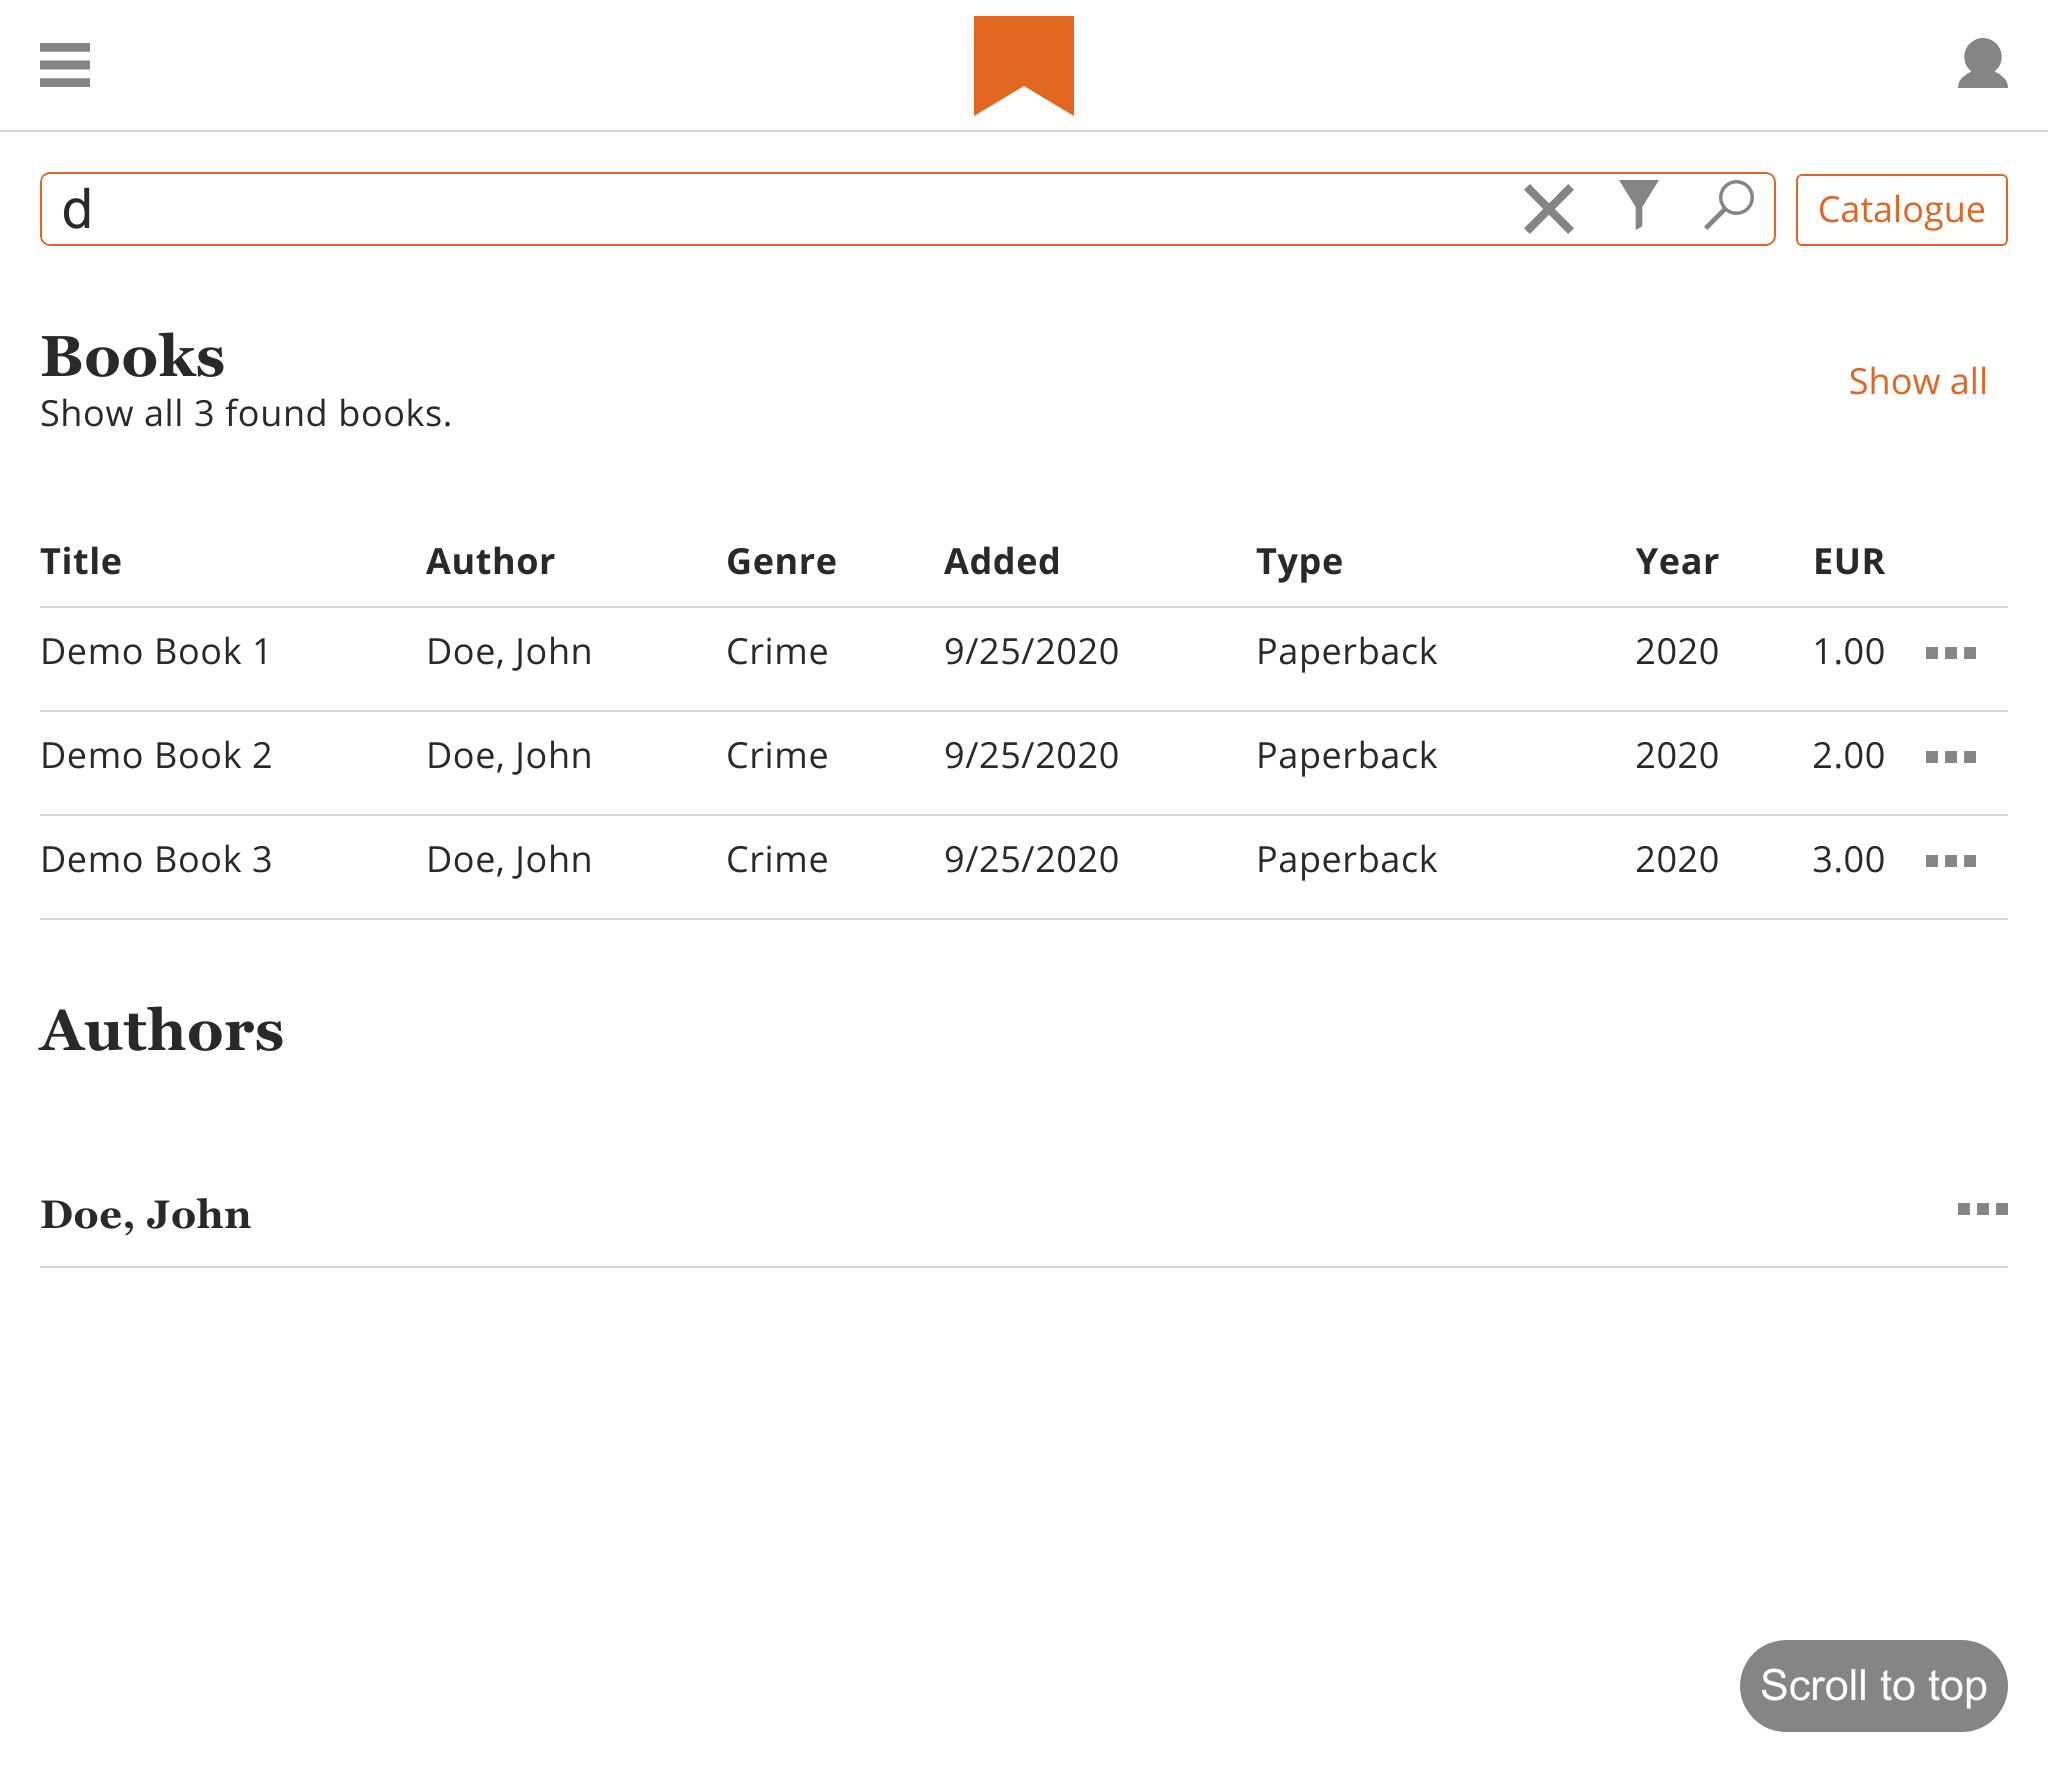 d
Catalogue
Books
Show all 3 found books.
Show all
Title Author Genre Added Type Year EUR
Demo Book 1 Doe, John Crime 9/25/2020 Paperback 2020 1.00
Demo Book 2 Doe, John Crime 9/25/2020 Paperback 2020 2.00
Demo Book 3 Doe, John Crime 9/25/2020 Paperback 2020 3.00
Authors
Doe, John
Scroll to top